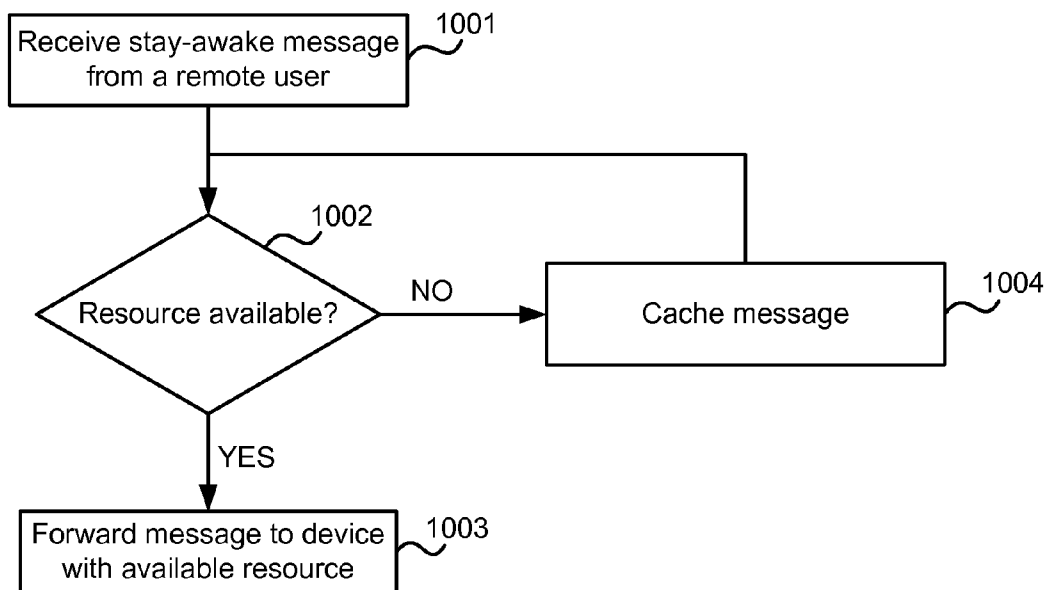 Receive stay-awake message
from a remote user
1001
1002
Resource available?
NO
Cache message
1004
YES
Forward message to device
with available resource
1003